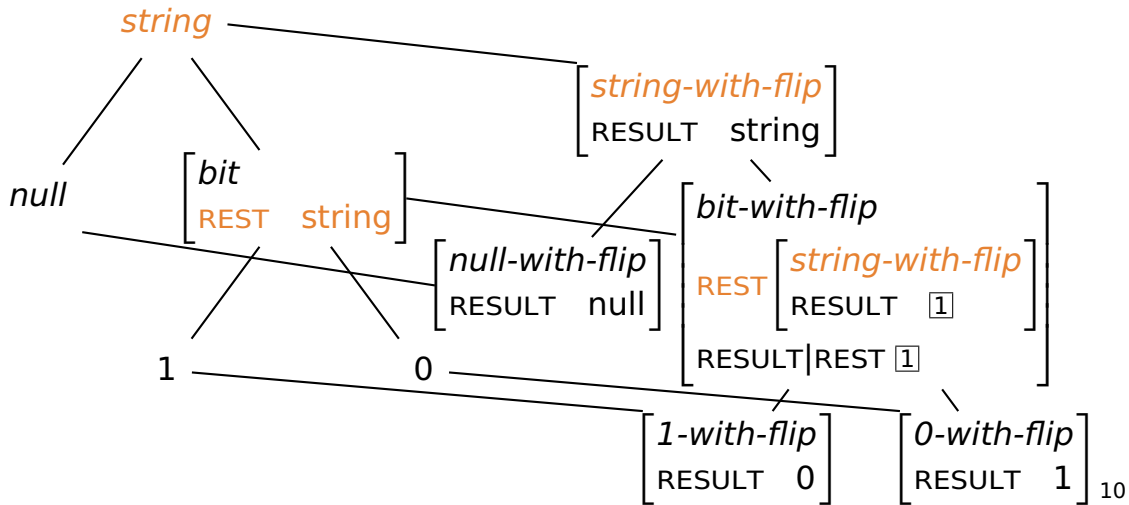 string
string-with-flip
RESULT string
null
bit
REST string
bit-with-flip
null-with-flip
RESULT null
REST
string-with-flip
RESULT 1
RESULT|REST 1
1
0
1-with-flip
RESULT 0
0-with-flip
RESULT 1
10